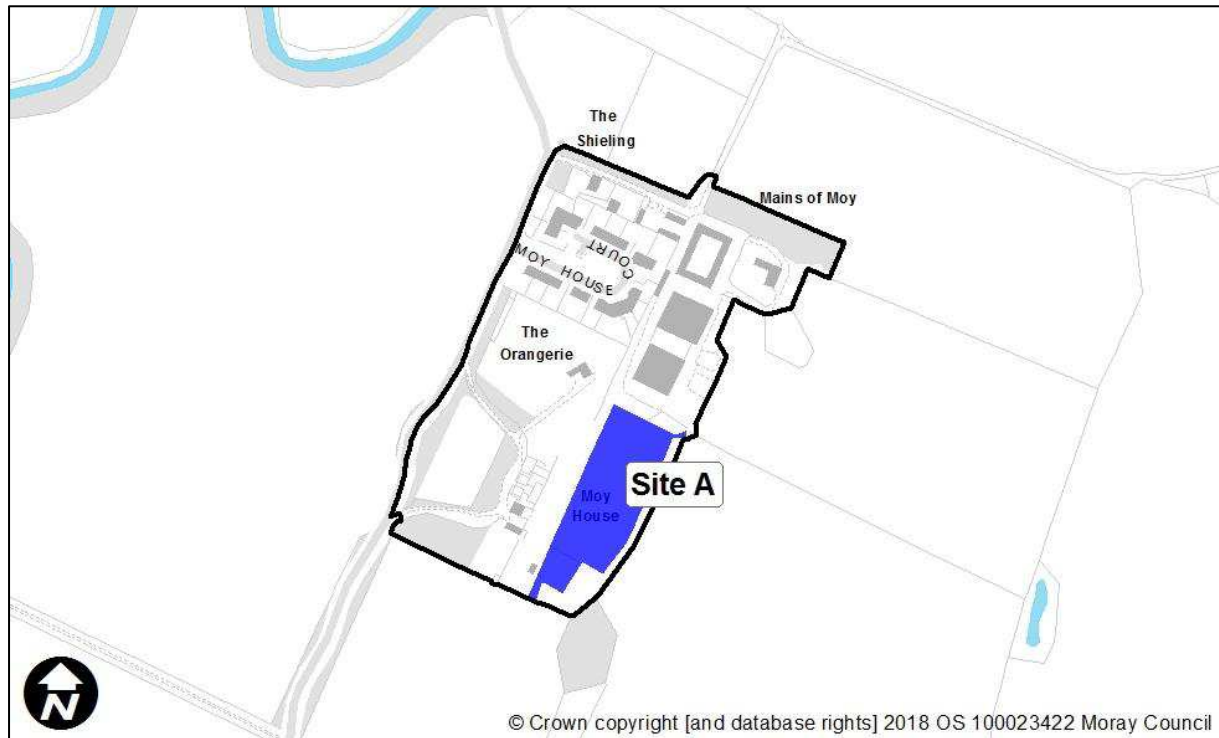 The
Shieling
Mains of Moy
MOY HOUSE
COURT
The
Orangerie
Site A
Moy
House
N
© Crown copyright [and database rights] 2018 OS 100023422 Moray Council